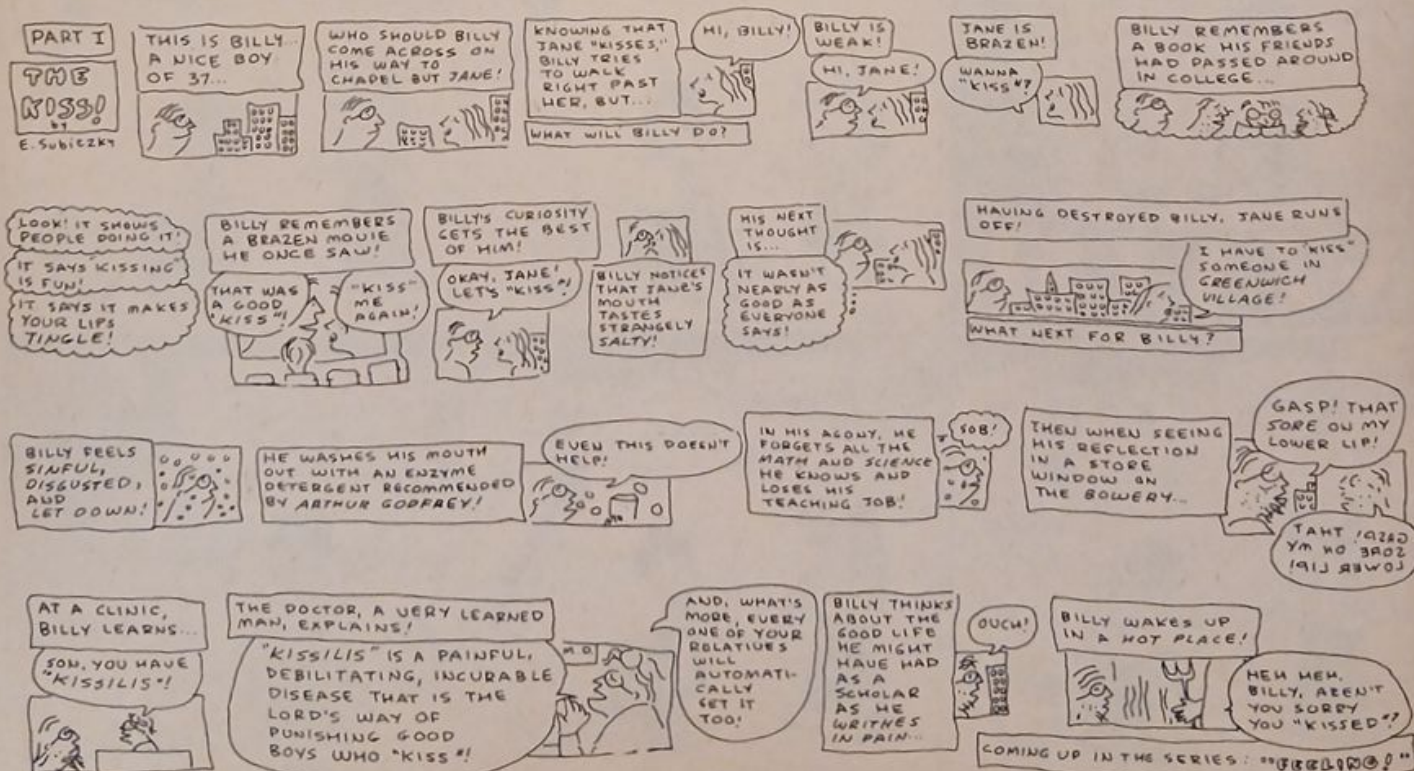 PART I
THE
KISS!
by
E. Subiczky
THIS IS BILLY...
A NICE BOY
OF 37...
WHO SHOULD BILLY
COME ACROSS ON
HIS WAY TO
CHAPEL BUT JANE!
KNOWING THAT
JANE "KISSES,"
BILLY TRIES
TO WALK
RIGHT PAST
HER, BUT...
HI, BILLY!
WHAT WILL BILLY DO?
BILLY IS
WEAK!
HI, JANE!
JANE IS
BRAZEN!
WANNA
"KISS"?
BILLY REMEMBERS
A BOOK HIS FRIENDS
HAD PASSED AROUND
IN COLLEGE...
LOOK! IT SHOWS
PEOPLE DOING IT!
IT SAYS "KISSING"
IS FUN!
IT SAYS IT MAKES
YOUR LIPS
TINGLE!
BILLY REMEMBERS
A BRAZEN MOVIE
HE ONCE SAW!
THAT WAS
A GOOD
"KISS"!
"KISS"
ME
AGAIN!
BILLY'S CURIOSITY
GETS THE BEST
OF HIM!
OKAY, JANE!
LET'S "KISS"!
BILLY NOTICES
THAT JANE'S
MOUTH
TASTES
STRANGELY
SALTY!
HIS NEXT
THOUGHT
IS...
IT WASN'T
NEARLY AS
GOOD AS
EVERYONE
SAYS!
HAVING DESTROYED BILLY, JANE RUNS
OFF!
I HAVE TO "KISS"
SOMEONE IN
GREENWICH
VILLAGE!
WHAT NEXT FOR BILLY?
BILLY FEELS
SINFUL,
DISGUSTED,
AND
LET DOWN!
HE WASHES HIS MOUTH
OUT WITH AN ENZYME
DETERGENT RECOMMENDED
BY ARTHUR GODFREY!
EVEN THIS DOESN'T
HELP!
IN HIS AGONY, HE
FORGETS ALL THE
MATH AND SCIENCE
HE KNOWS AND
LOSES HIS
TEACHING JOB!
SOB!
THEN WHEN SEEING
HIS REFLECTION
IN A STORE
WINDOW ON
THE BOWERY...
GASP! THAT
SORE ON MY
LOWER LIP!
GASP! THAT
SORE ON MY
LOWER LIP!
AT A CLINIC,
BILLY LEARNS...
SON, YOU HAVE
"KISSILIS"!
THE DOCTOR, A VERY LEARNED
MAN, EXPLAINS!
"KISSILIS" IS A PAINFUL,
DEBILITATING, INCURABLE
DISEASE THAT IS THE
LORD'S WAY OF
PUNISHING GOOD
BOYS WHO "KISS"!
AND, WHAT'S
MORE, EVERY
ONE OF YOUR
RELATIVES
WILL
AUTOMATI-
CALLY
GET IT
TOO!
BILLY THINKS
ABOUT THE
GOOD LIFE
HE MIGHT
HAVE HAD
AS A
SCHOLAR
AS HE
WRITHES
IN PAIN...
OUCH!
BILLY WAKES UP
IN A HOT PLACE!
HEH HEH,
BILLY, AREN'T
YOU SORRY
YOU "KISSED"?
COMING UP IN THE SERIES: "FEELING!"